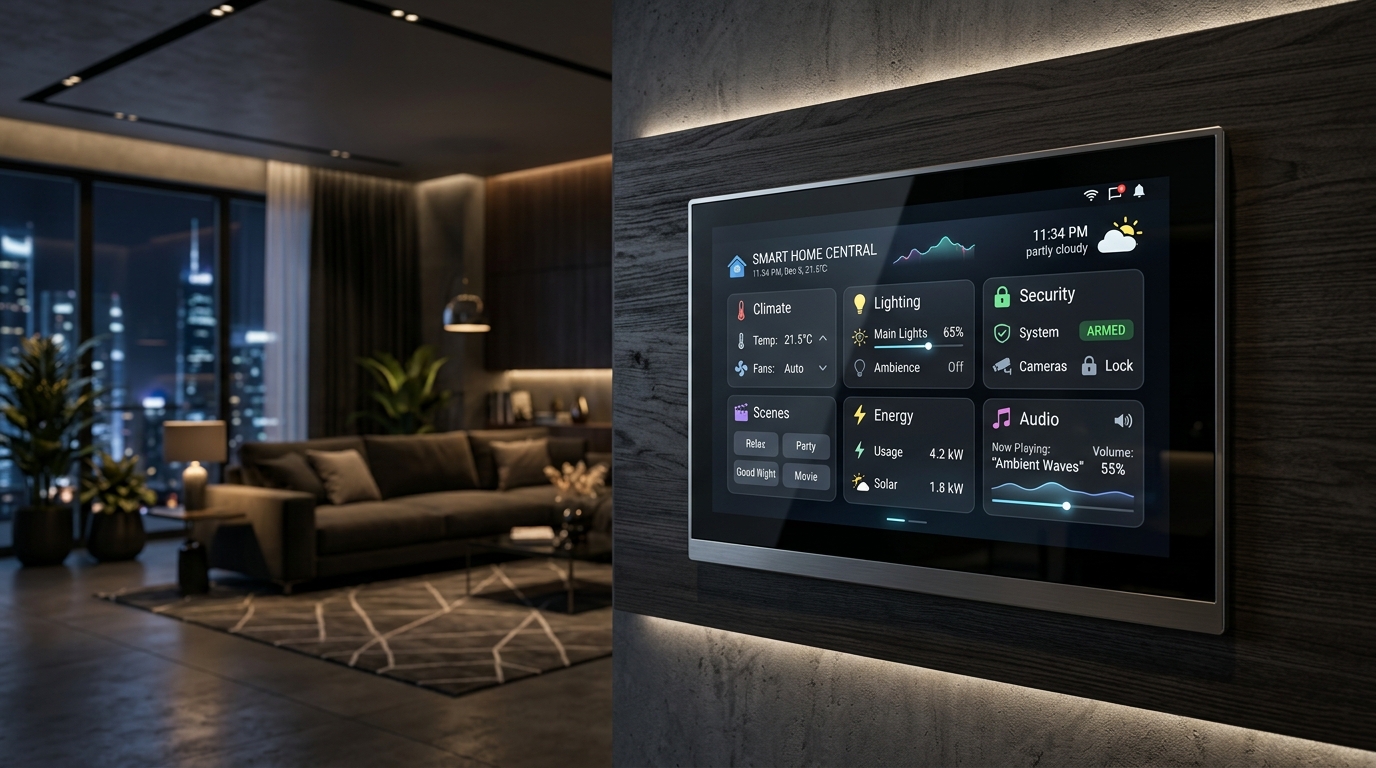 11:34 PM
partly cloudy
SMART HOME CENTRAL
11.34 PM, Deo S, 21.5°C
Climate
Temp: 21.5°C
Fans: Auto
Lighting
Main Lights 65%
Ambience Off
Security
System ARMED
Cameras Lock
Scenes
Relax Party
Good Night Movie
Energy
Usage 4.2 kW
Solar 1.8 kW
Audio
Now Playing: Volume:
"Ambient Waves" 55%